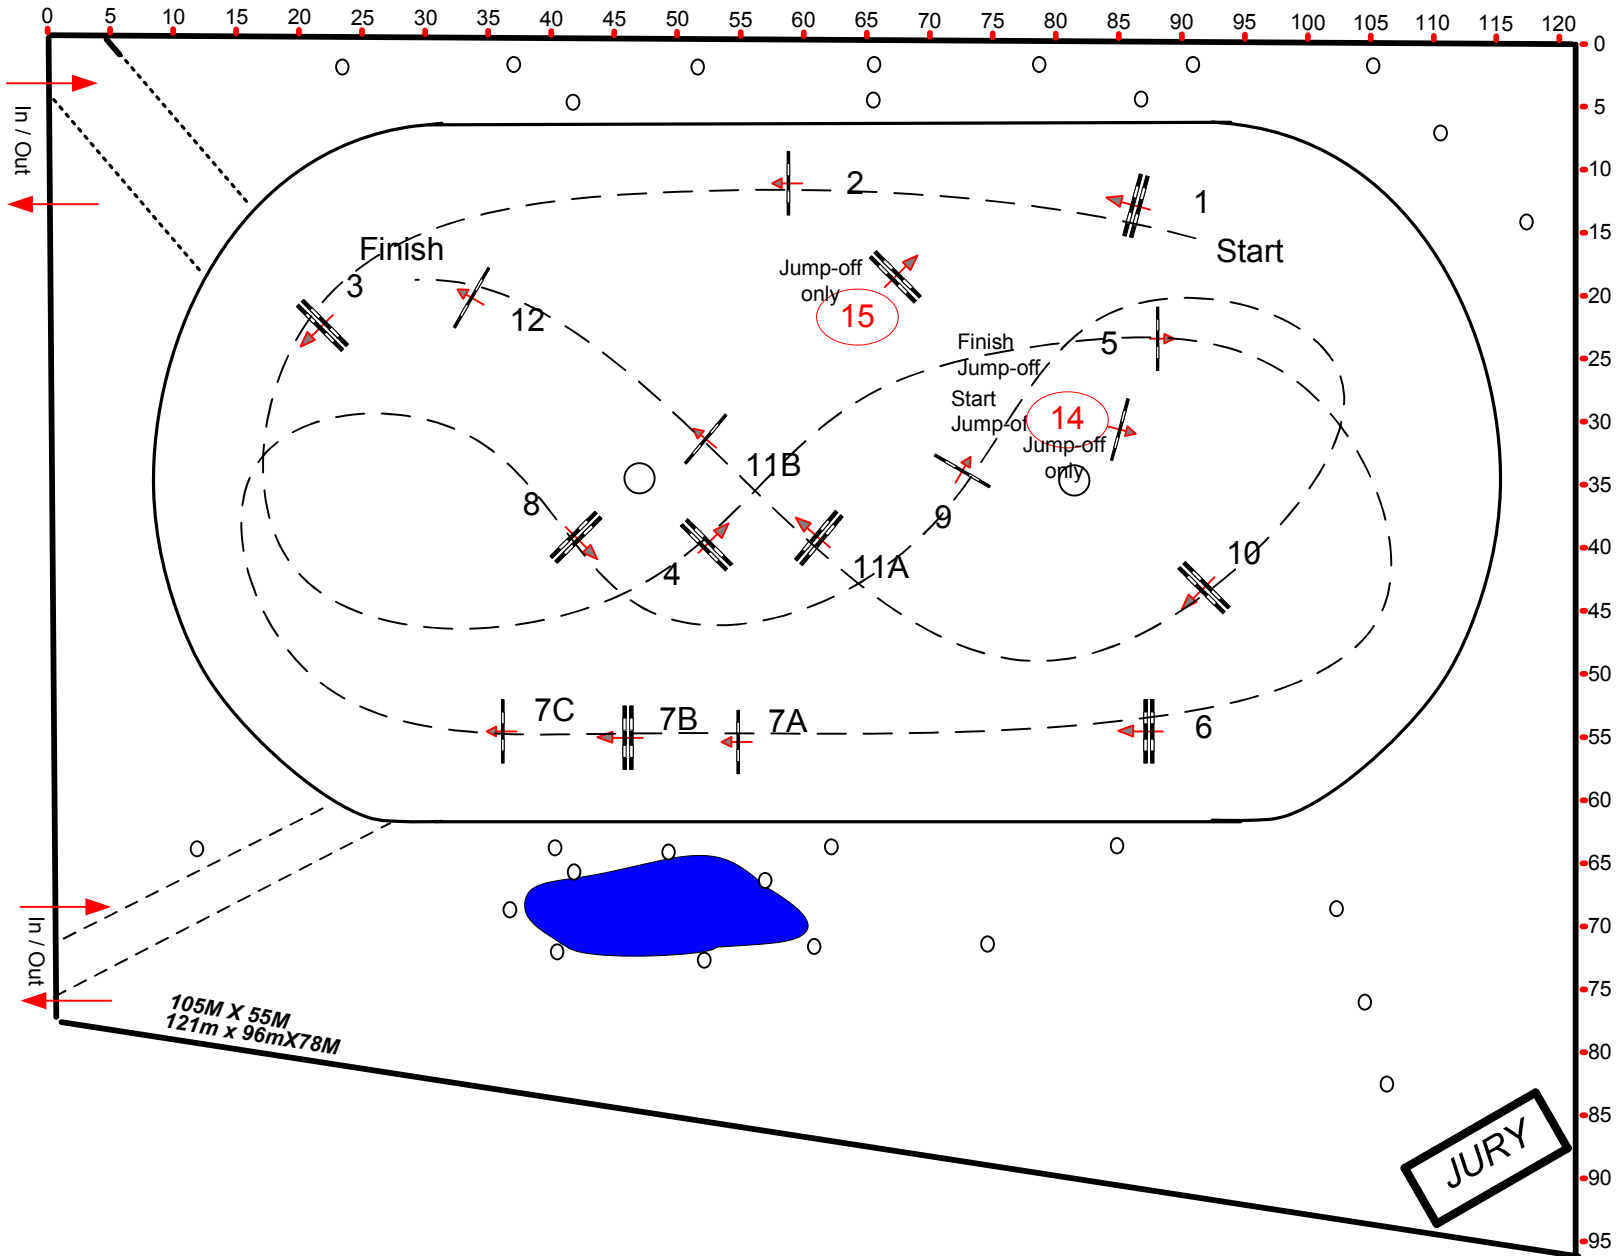 0 5 10 15 20 25 30 35 40 45 50 55 60 65 70 75 80 85 90 95 100 105 110 115 120
0
5
10
15
20
25
30
35
40
45
50
55
60
65
70
75
80
85
90
95
In / Out
2
1
Finish
Start
3
12
Jump-off
only
15
5
Finish
Jump-off
Start
Jump-of
14
Jump-off
only
11B
8
9
4
11A
10
7C
7B
7A
6
In / Out
105M X 55M
121m x 96mX78M
JURY